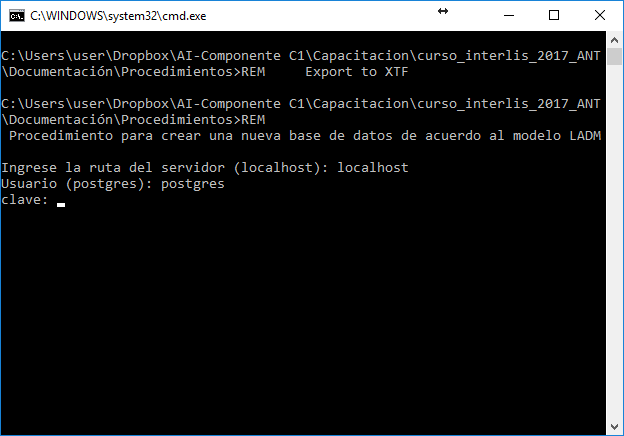 C:\WINDOWS\system32\cmd.exe
C:\Users\user\Dropbox\AI-Componente C1\Capacitacion\curso_interlis_2017_ANT
\Documentación\Procedimientos>REM     Export to XTF
C:\Users\user\Dropbox\AI-Componente C1\Capacitacion\curso_interlis_2017_ANT
\Documentación\Procedimientos>REM
Procedimiento para crear una nueva base de datos de acuerdo al modelo LADM
Ingrese la ruta del servidor (localhost): localhost
Usuario (postgres): postgres
clave: